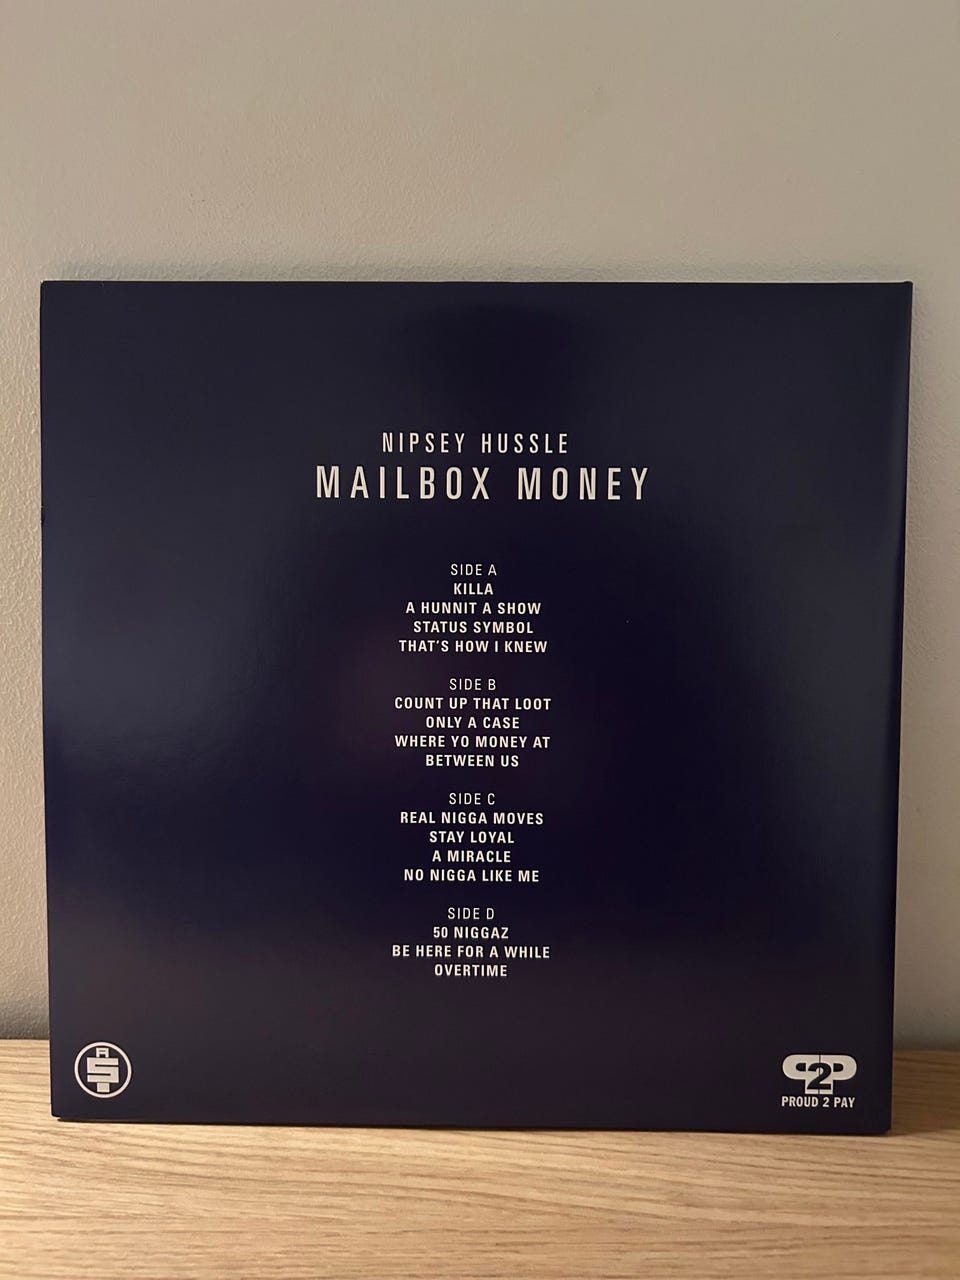 NIPSEY HUSSLE
MAILBOX MONEY
SIDE A
KILLA
A HUNNIT A SHOW
STATUS SYMBOL
THAT'S HOW I KNEW
SIDE B
COUNT UP THAT LOOT
ONLY A CASE
WHERE YO MONEY AT
BETWEEN US
SIDE C
REAL NIGGA MOVES
STAY LOYAL
A MIRACLE
NO NIGGA LIKE ME
SIDE D
50 NIGGAZ
BE HERE FOR A WHILE
OVERTIME
P2P
PROUD 2 PAY